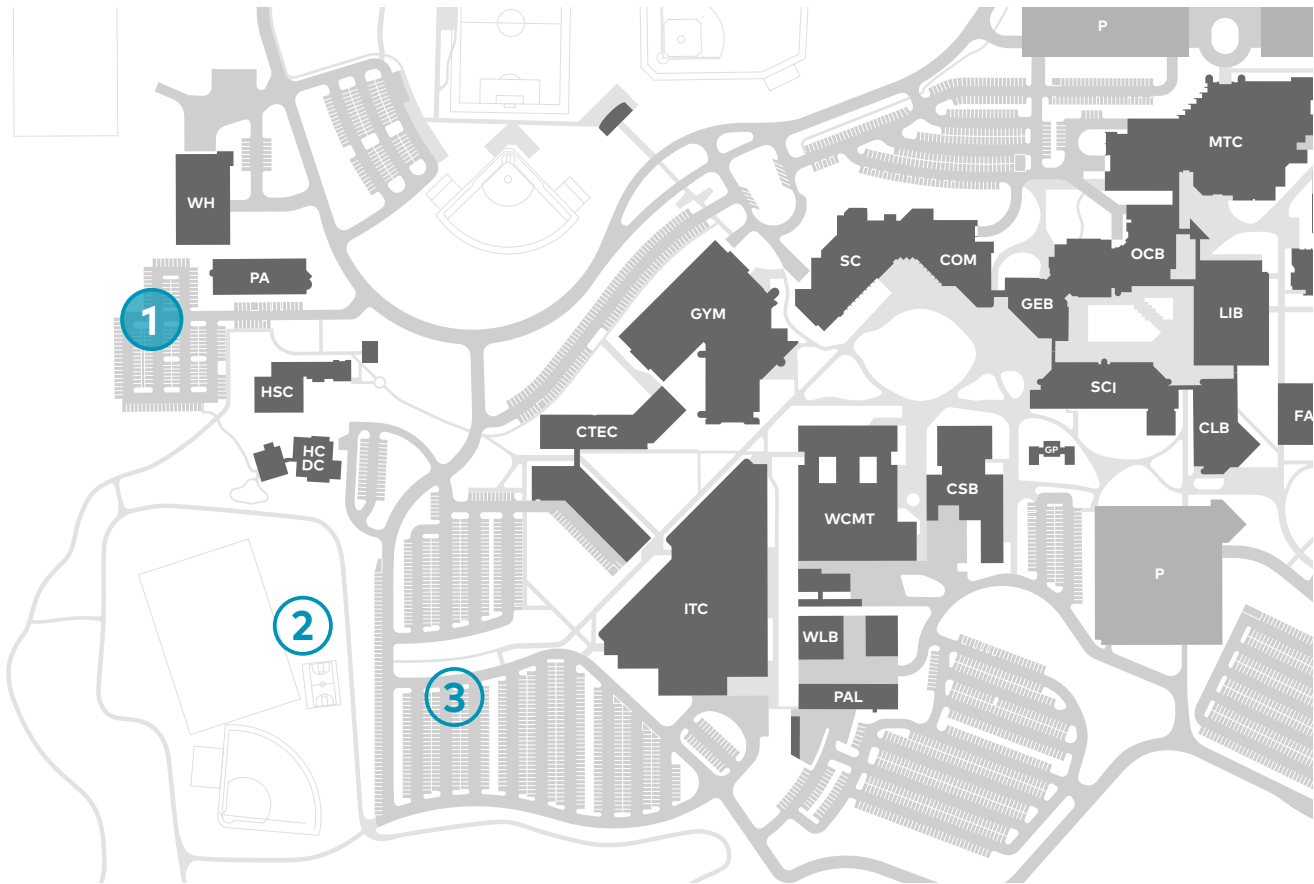 P
MTC
WH
OCB
SC
COM
PA
GEB
LIB
GYM
1
SCI
HSC
FA
CTEC
CLB
HC
DC
GP
CSB
WCMT
P
ITC
2
WLB
3
PAL